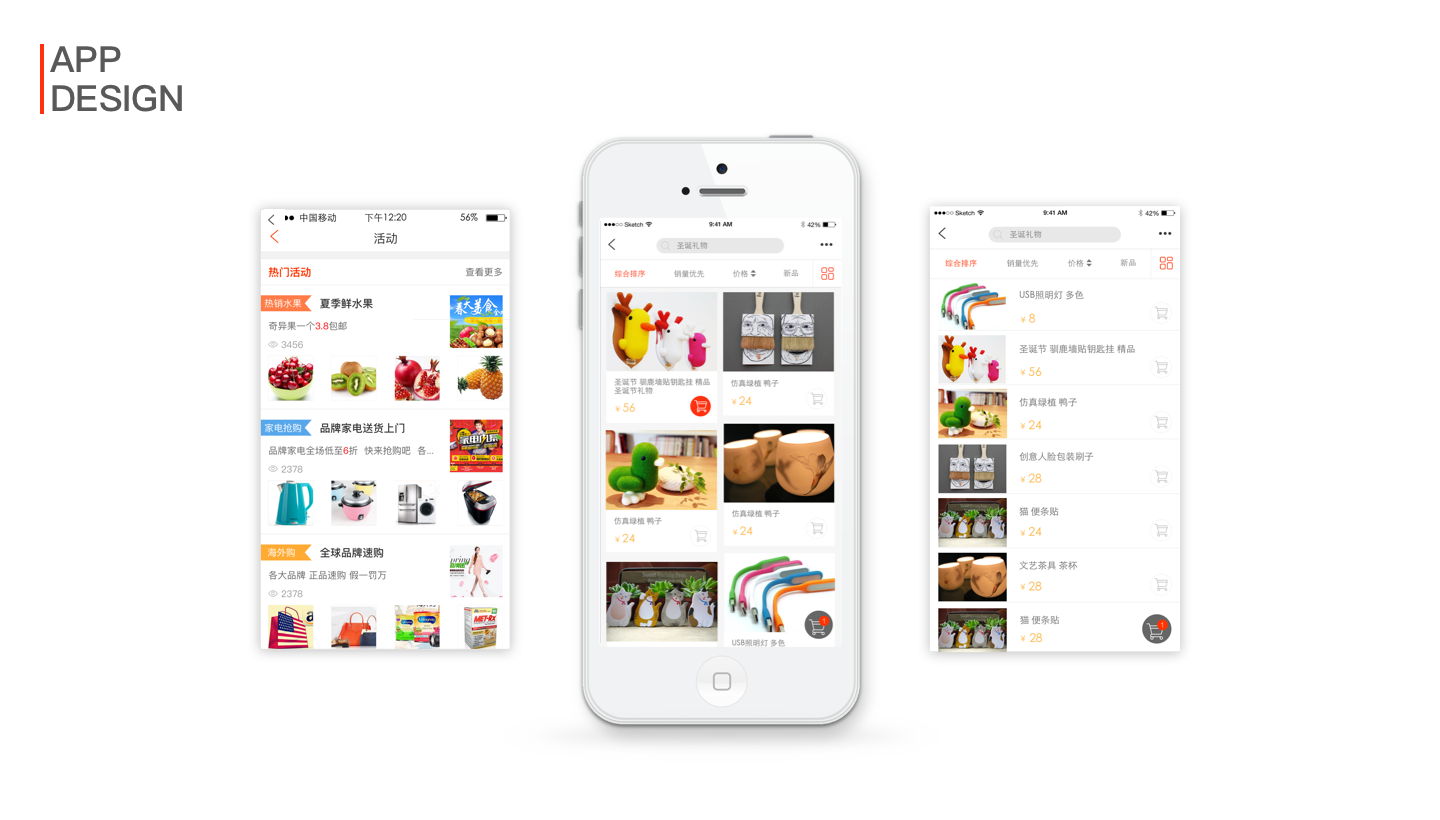 APP
DESIGN
中国移动 下午12:20 56%
活动
热门活动 查看更多
热销水果 夏季鲜水果
奇异果一个3.8包邮
3456
春天美食
家电抢购 品牌家电送货上门
品牌家电全场低至6折 快来抢购吧 各...
2378
海外购 全球品牌速购
各大品牌 正品速购 假一罚万
2378
MET-Rx
Sketch 9:41 AM 42%
圣诞礼物
综合排序 销量优先 价格 新品
圣诞节 驯鹿墙贴钥匙挂 精品
圣诞节礼物
¥ 56
仿真绿植 鸭子
¥ 24
仿真绿植 鸭子
¥ 24
仿真绿植 鸭子
¥ 24
USB照明灯 多色
1
Sketch 9:41 AM 42%
圣诞礼物
综合排序 销量优先 价格 新品
USB照明灯 多色
¥ 8
圣诞节 驯鹿墙贴钥匙挂 精品
¥ 56
仿真绿植 鸭子
¥ 24
创意人脸包装刷子
¥ 28
猫 便条贴
¥ 24
文艺茶具 茶杯
¥ 28
猫 便条贴
¥ 28
1